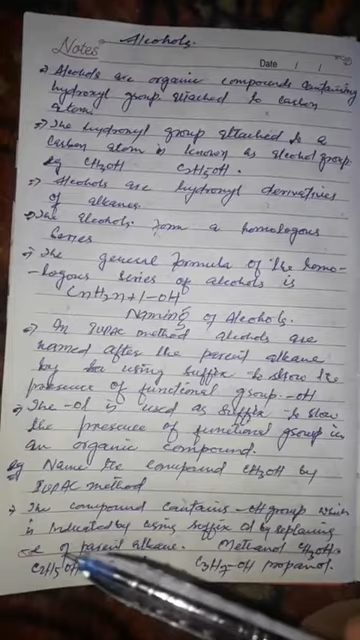 Alcohols.
Notes
Date / /
⇒ Alcohols are organic compounds containing
hydroxyl group attached to carbon
atom.
⇒ The hydroxyl group attached to a
carbon atom is known as alcohol group.
eg CH3OH C2H5OH.
⇒ Alcohols are hydroxyl derivatives
of alkanes
⇒ The alcohols form a homologous
series
⇒ The general formula of the homo-
-logous series of alcohols is
CnH2n+1-OH
Naming of Alcohols.
⇒ In IUPAC method alcohols are
named after the parent alkane
by using suffix -to show the
presence of functional group -OH
⇒ The -ol is used as suffix -to show
the presence of functional group in
an organic compound.
eg Name the compound CH3OH by
IUPAC method
⇒ The compound contains -OH group which
is indicated by using suffix ol by replacing
-e of parent alkane. Methanol CH3OH
C2H5OH C3H7-OH propanol.